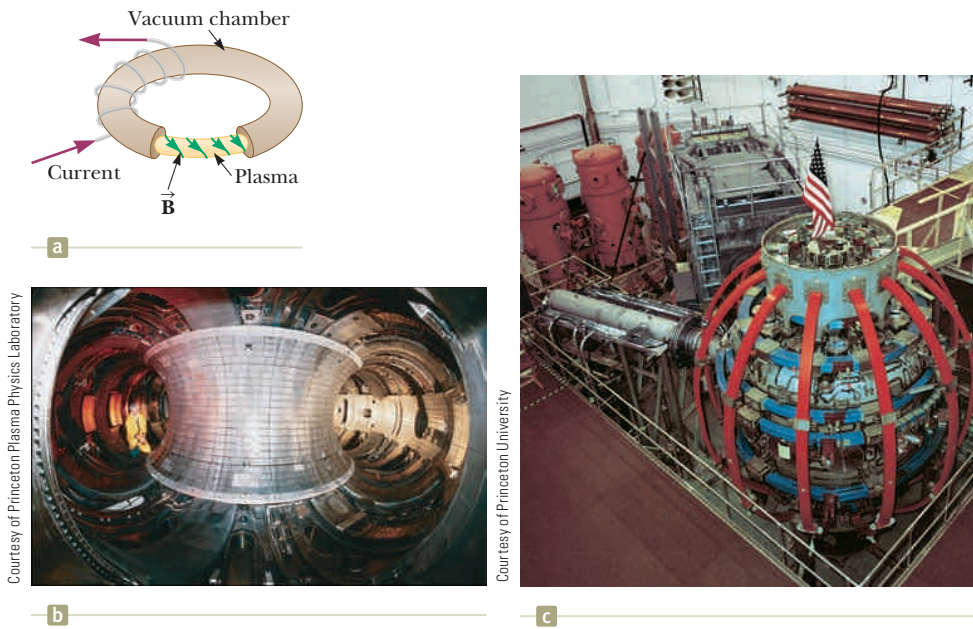 Vacuum chamber
Current
B
Plasma
a
Courtesy of Princeton Plasma Physics Laboratory
b
Courtesy of Princeton University
c